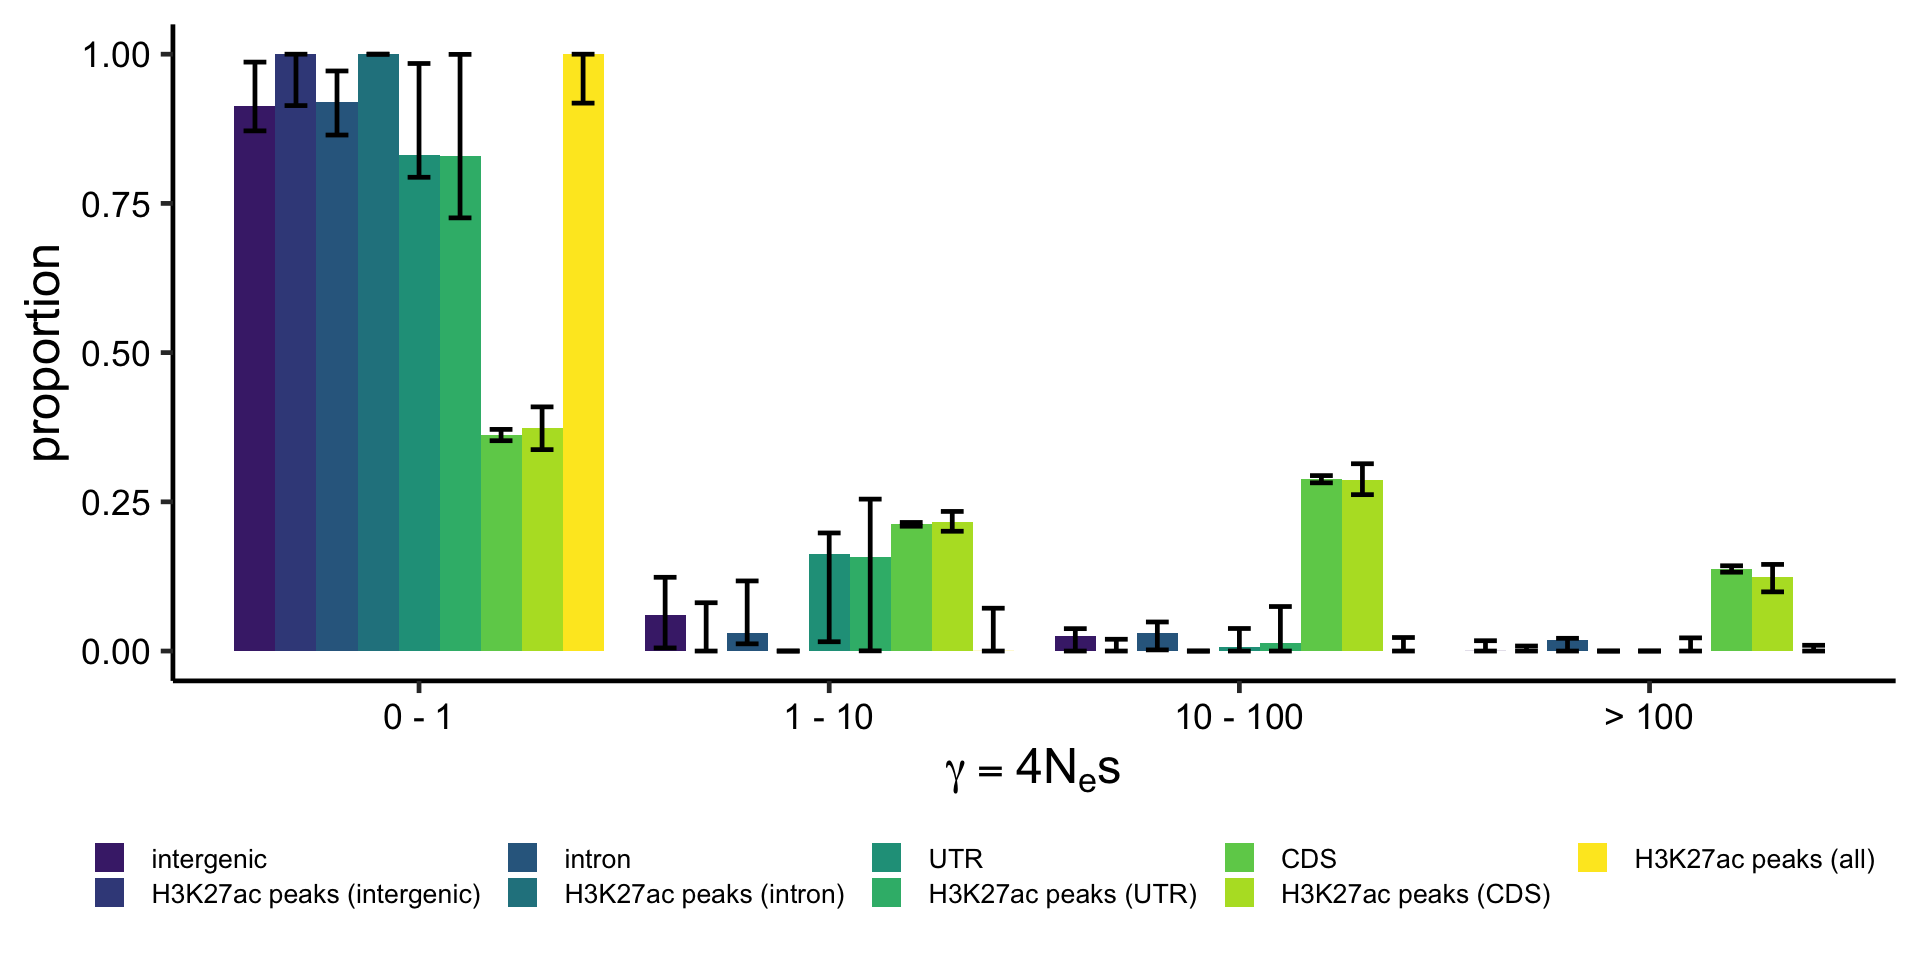 1.00
0.75
0.50
0.25
0.00
proportion
0 - 1 1 - 10 10 - 100 > 100
γ = 4Nₑs
intergenic intron UTR CDS H3K27ac peaks (all)
H3K27ac peaks (intergenic) H3K27ac peaks (intron) H3K27ac peaks (UTR) H3K27ac peaks (CDS)